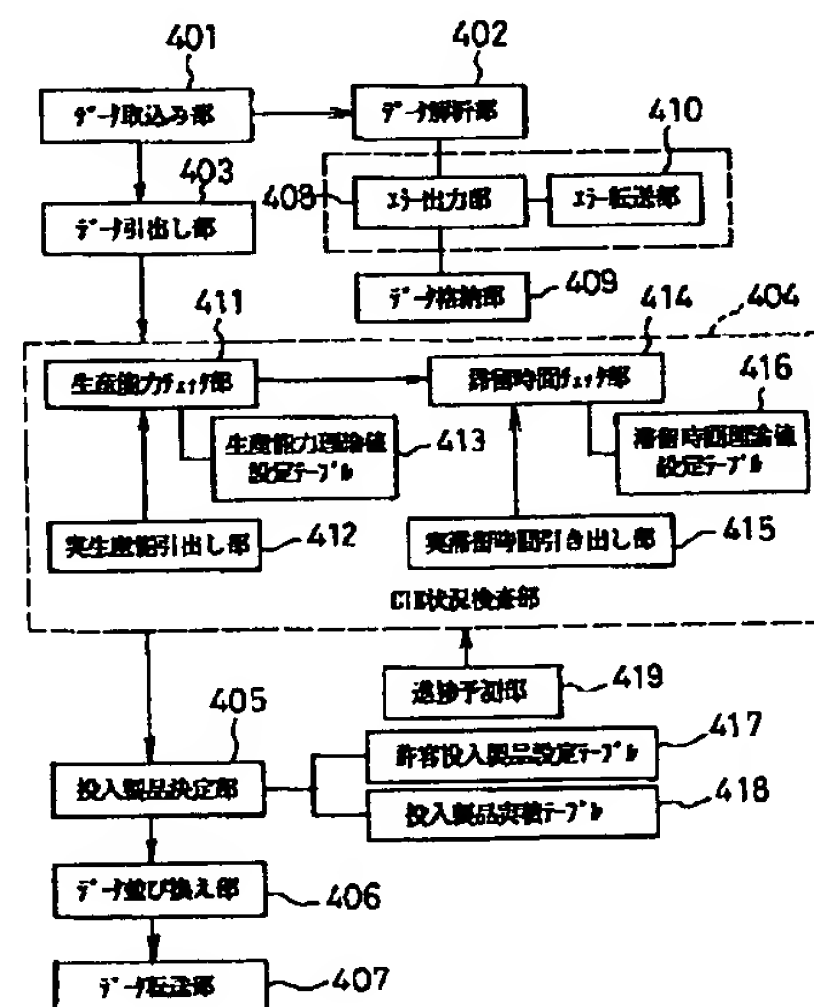 401
402
データ取込み部
データ解析部
410
403
408
エラー出力部
エラー転送部
データ引出し部
データ格納部
409
411
414
404
生産能力チェック部
滞留時間チェック部
416
生産能力理論値
設定テーブル
413
滞留時間理論値
設定テーブル
実生産能引出し部
412
実滞留時間引き出し部
415
状況検査部
進捗予測部
419
405
417
許容投入製品設定テーブル
投入製品決定部
418
投入製品実績テーブル
データ並び換え部
406
データ転送部
407